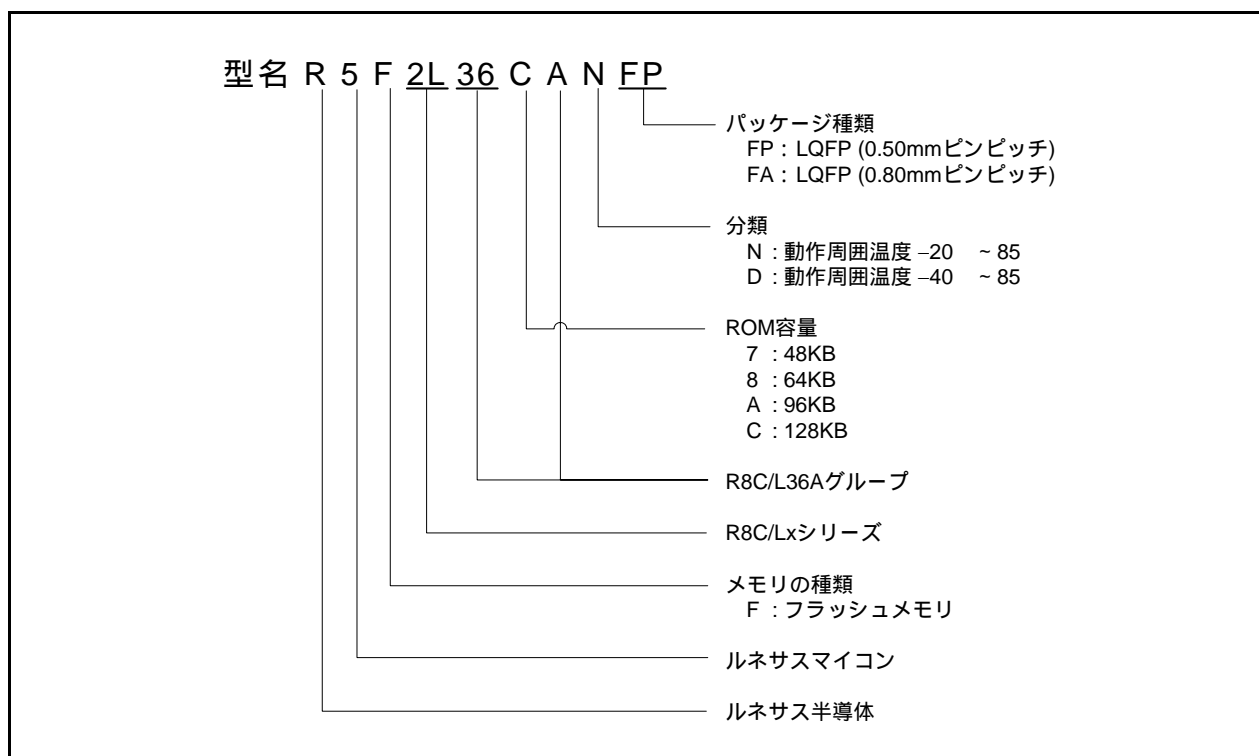 型名 R 5 F 2L 36 C A N FP
パッケージ種類
FP : LQFP (0.50mmピンピッチ)
FA : LQFP (0.80mmピンピッチ)
分類
N : 動作周囲温度 –20 ~ 85
D : 動作周囲温度 –40 ~ 85
ROM容量
7 : 48KB
8 : 64KB
A : 96KB
C : 128KB
R8C/L36Aグループ
R8C/Lxシリーズ
メモリの種類
F : フラッシュメモリ
ルネサスマイコン
ルネサス半導体